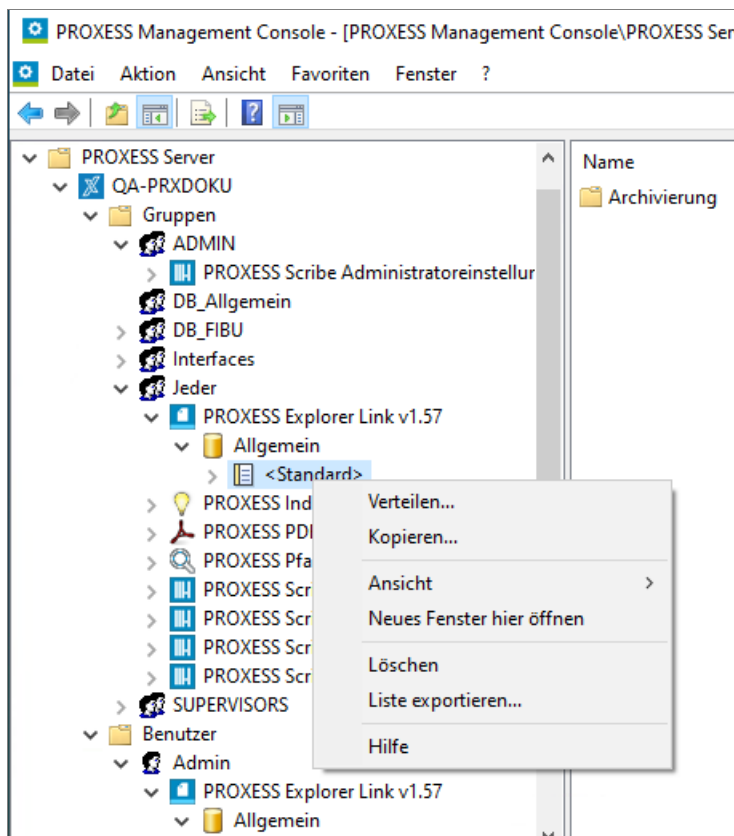 PROXESS Management Console - [PROXESS Management Console\PROXESS Ser
Datei Aktion Ansicht Favoriten Fenster ?
PROXESS Server
QA-PRXDOKU
Gruppen
ADMIN
PROXESS Scribe Administratoreinstellur
DB_Allgemein
DB_FIBU
Interfaces
Jeder
PROXESS Explorer Link v1.57
Allgemein
<Standard>
PROXESS Ind
PROXESS PDI
PROXESS Pfa
PROXESS Scr
PROXESS Scr
PROXESS Scr
PROXESS Scr
SUPERVISORS
Benutzer
Admin
PROXESS Explorer Link v1.57
Allgemein
Name
Archivierung
Verteilen...
Kopieren...
Ansicht
Neues Fenster hier öffnen
Löschen
Liste exportieren...
Hilfe